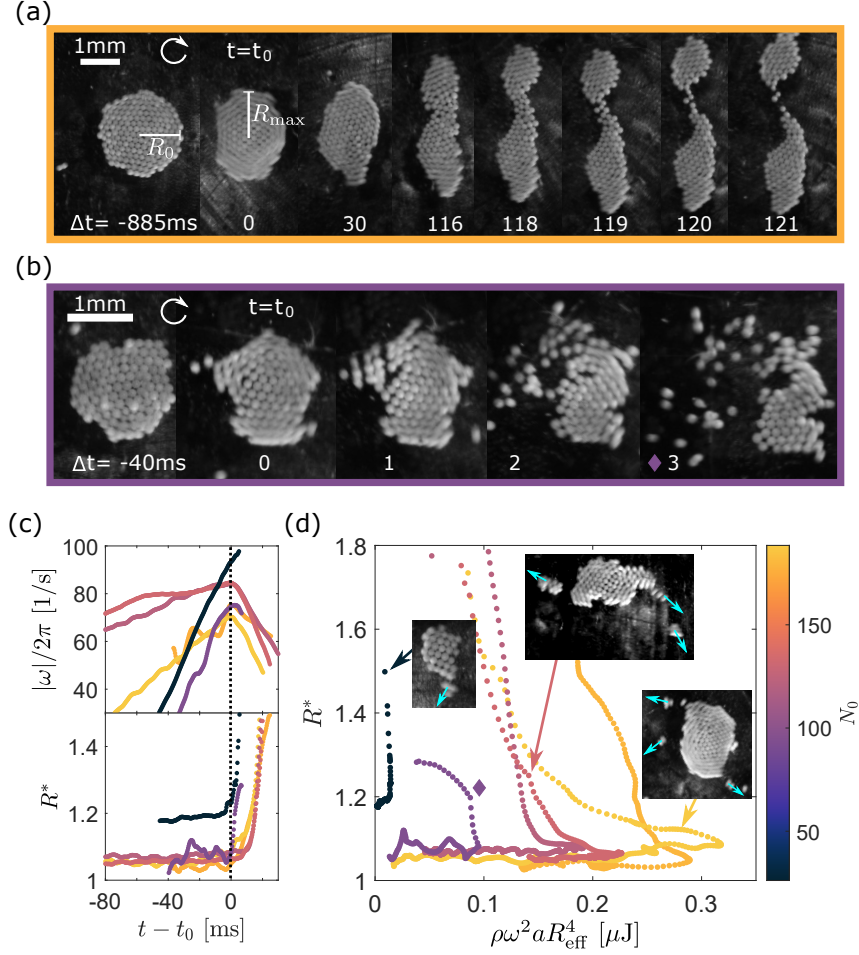 (a)
1mm
t=t₀
R₀
R_max
Δt= -885ms
0
30
116
118
119
120
121
(b)
1mm
t=t₀
Δt= -40ms
0
1
2
3
(c)
100
80
60
40
|ω|/2π [1/s]
1.4
1.2
1
R*
-80
-40
0
t − t₀ [ms]
(d)
1.8
1.6
1.4
1.2
1
R*
0
0.1
0.2
0.3
ρω²aR⁴_eff [μJ]
150
100
50
N₀